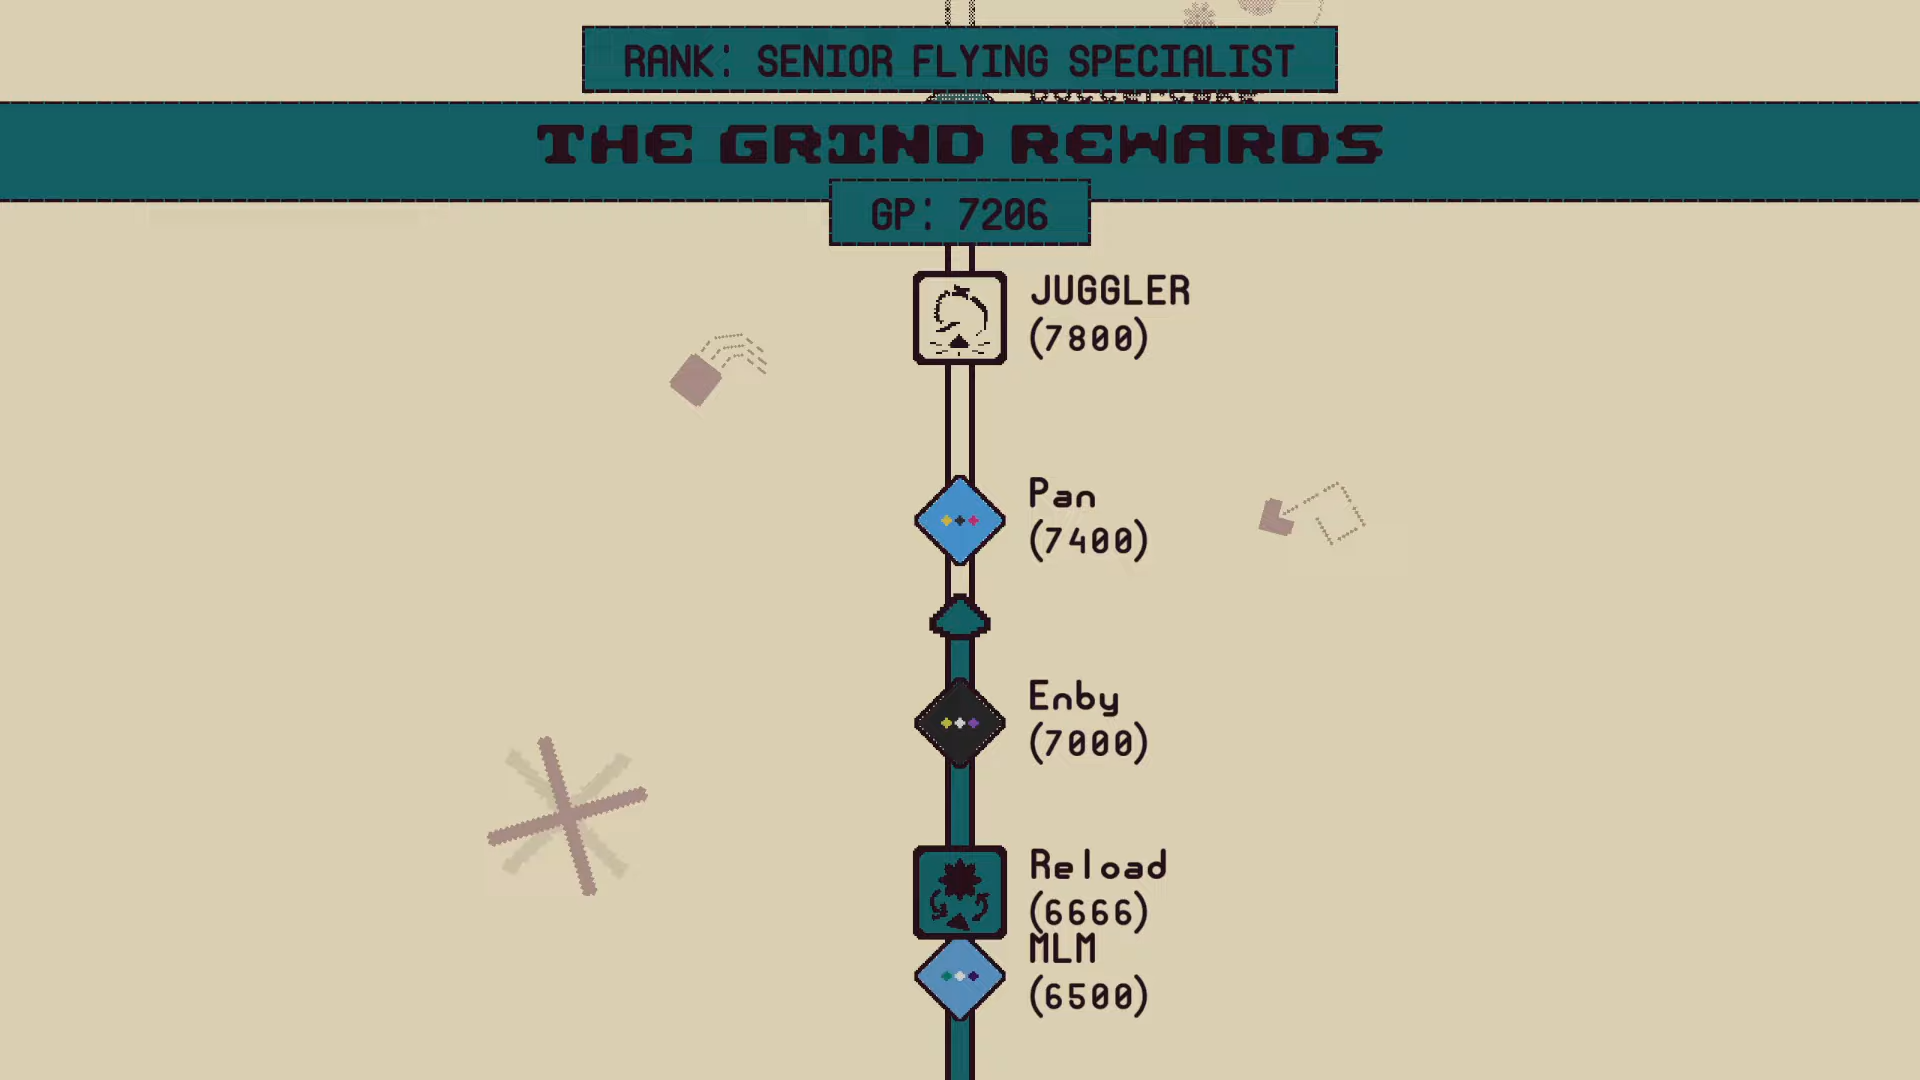 RANK: SENIOR FLYING SPECIALIST
THE GRIND REWARDS
GP: 7206
JUGGLER
(7800)
Pan
(7400)
Enby
(7000)
Reload
(6666)
MLM
(6500)